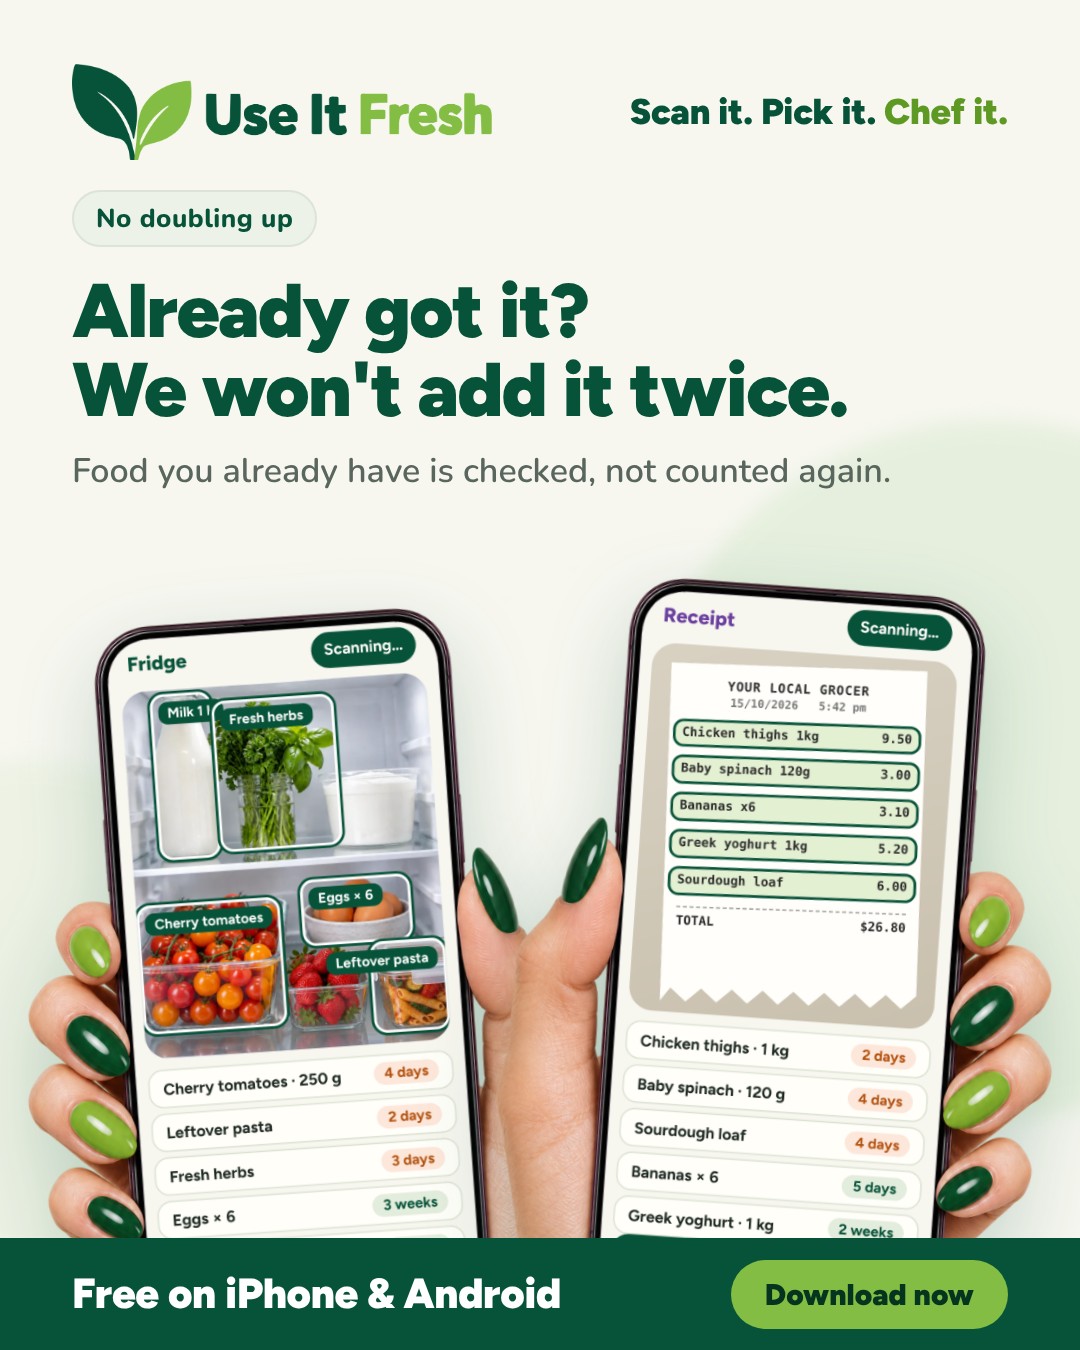 Use It Fresh
Scan it. Pick it. Chef it.
No doubling up
Already got it?
We won't add it twice.
Food you already have is checked, not counted again.
Fridge
Scanning...
Milk 1
Fresh herbs
Eggs × 6
Cherry tomatoes
Leftover pasta
Cherry tomatoes · 250 g 4 days
Leftover pasta 2 days
Fresh herbs 3 days
Eggs × 6 3 weeks
Receipt
Scanning...
YOUR LOCAL GROCER
15/10/2026 5:42 pm
Chicken thighs 1kg 9.50
Baby spinach 120g 3.00
Bananas x6 3.10
Greek yoghurt 1kg 5.20
Sourdough loaf 6.00
TOTAL $26.80
Chicken thighs · 1 kg 2 days
Baby spinach · 120 g 4 days
Sourdough loaf 4 days
Bananas × 6 5 days
Greek yoghurt · 1 kg 2 weeks
Free on iPhone & Android
Download now